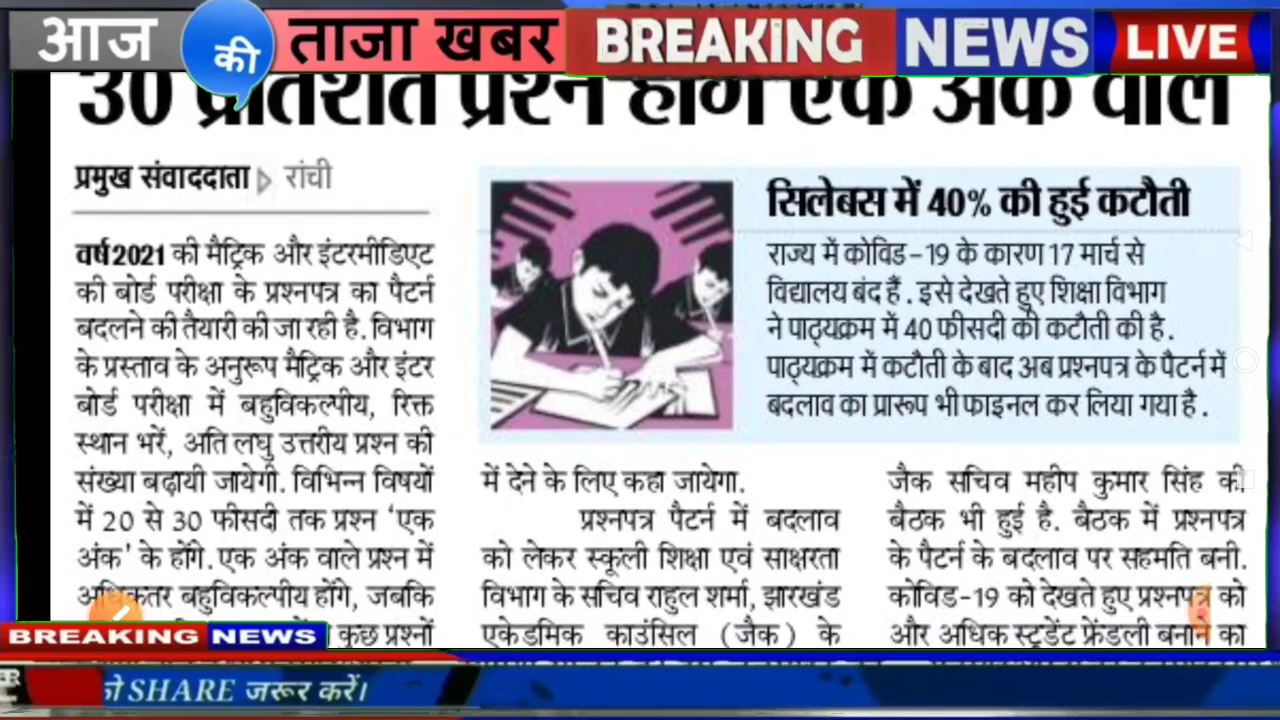 आज की ताजा खबर BREAKING NEWS LIVE
30 प्रतिशत प्रश्न होंगे एक अंक वाले
प्रमुख संवाददाता ▷ रांची
वर्ष 2021 की मैट्रिक और इंटरमीडिएट
की बोर्ड परीक्षा के प्रश्नपत्र का पैटर्न
बदलने की तैयारी की जा रही है. विभाग
के प्रस्ताव के अनुरूप मैट्रिक और इंटर
बोर्ड परीक्षा में बहुविकल्पीय, रिक्त
स्थान भरें, अति लघु उत्तरीय प्रश्न की
संख्या बढ़ायी जायेगी. विभिन्न विषयों
में 20 से 30 फीसदी तक प्रश्न ‘एक
अंक’ के होंगे. एक अंक वाले प्रश्न में
अधिकतर बहुविकल्पीय होंगे, जबकि
कुछ प्रश्नों
सिलेबस में 40% की हुई कटौती
राज्य में कोविड-19 के कारण 17 मार्च से
विद्यालय बंद हैं. इसे देखते हुए शिक्षा विभाग
ने पाठ्यक्रम में 40 फीसदी की कटौती की है.
पाठ्यक्रम में कटौती के बाद अब प्रश्नपत्र के पैटर्न में
बदलाव का प्रारूप भी फाइनल कर लिया गया है.
में देने के लिए कहा जायेगा.
प्रश्नपत्र पैटर्न में बदलाव
को लेकर स्कूली शिक्षा एवं साक्षरता
विभाग के सचिव राहुल शर्मा, झारखंड
एकेडमिक काउंसिल (जैक) के
जैक सचिव महीप कुमार सिंह की
बैठक भी हुई है. बैठक में प्रश्नपत्र
के पैटर्न के बदलाव पर सहमति बनी.
कोविड-19 को देखते हुए प्रश्नपत्र को
और अधिक स्टूडेंट फ्रेंडली बनाने का
BREAKING NEWS
को SHARE जरूर करें।